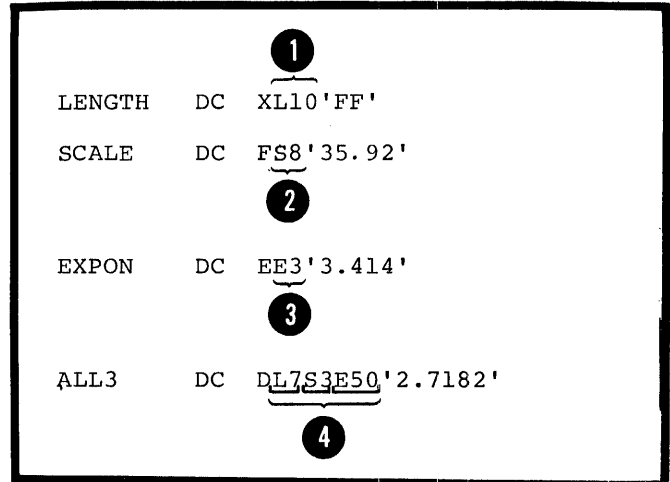 1
LENGTH DC XL10'FF'
SCALE DC FS8'35.92'
2
EXPON DC EE3'3.414'
3
ALL3 DC DL7S3E50'2.7182'
4